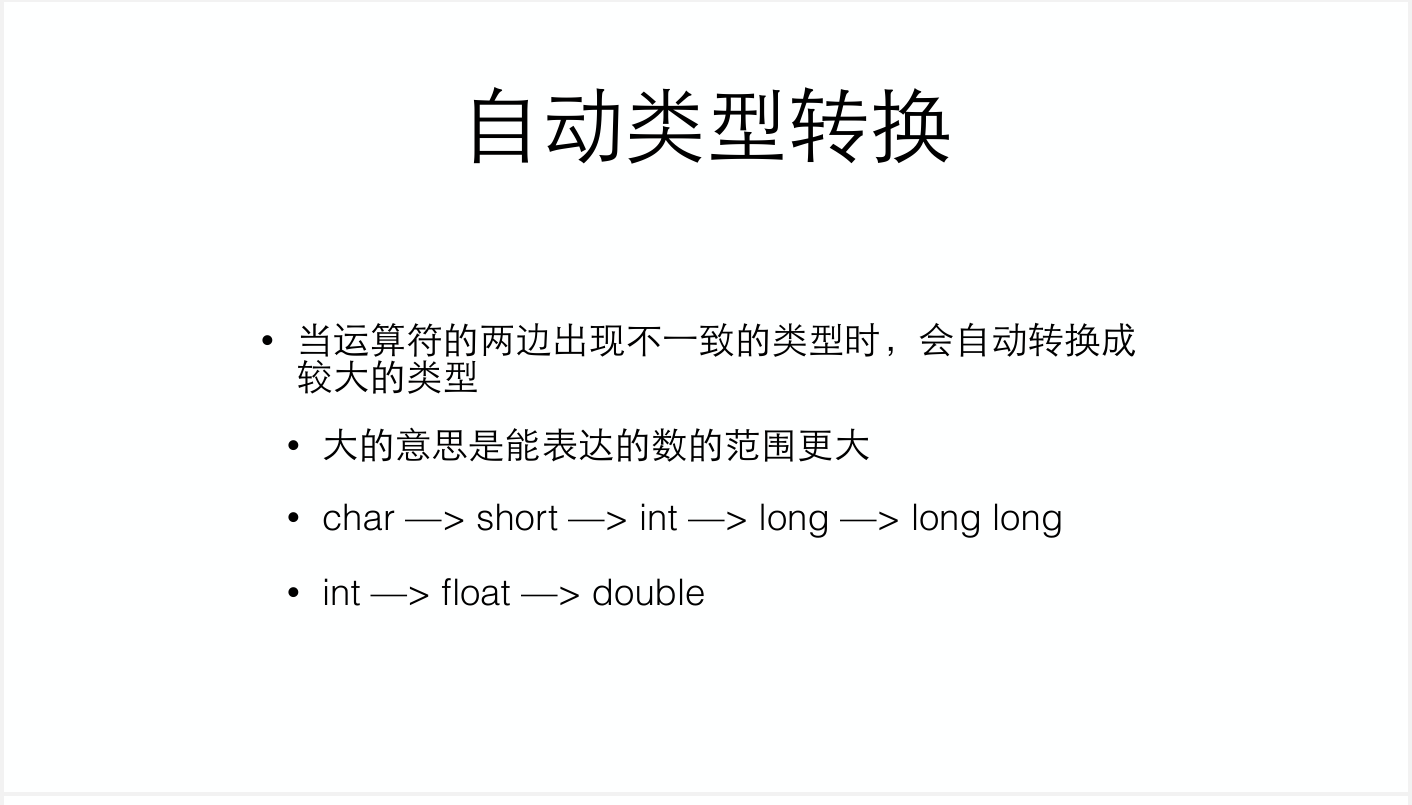 自动类型转换
• 当运算符的两边出现不一致的类型时，会自动转换成
较大的类型
• 大的意思是能表达的数的范围更大
• char —> short —> int —> long —> long long
• int —> float —> double